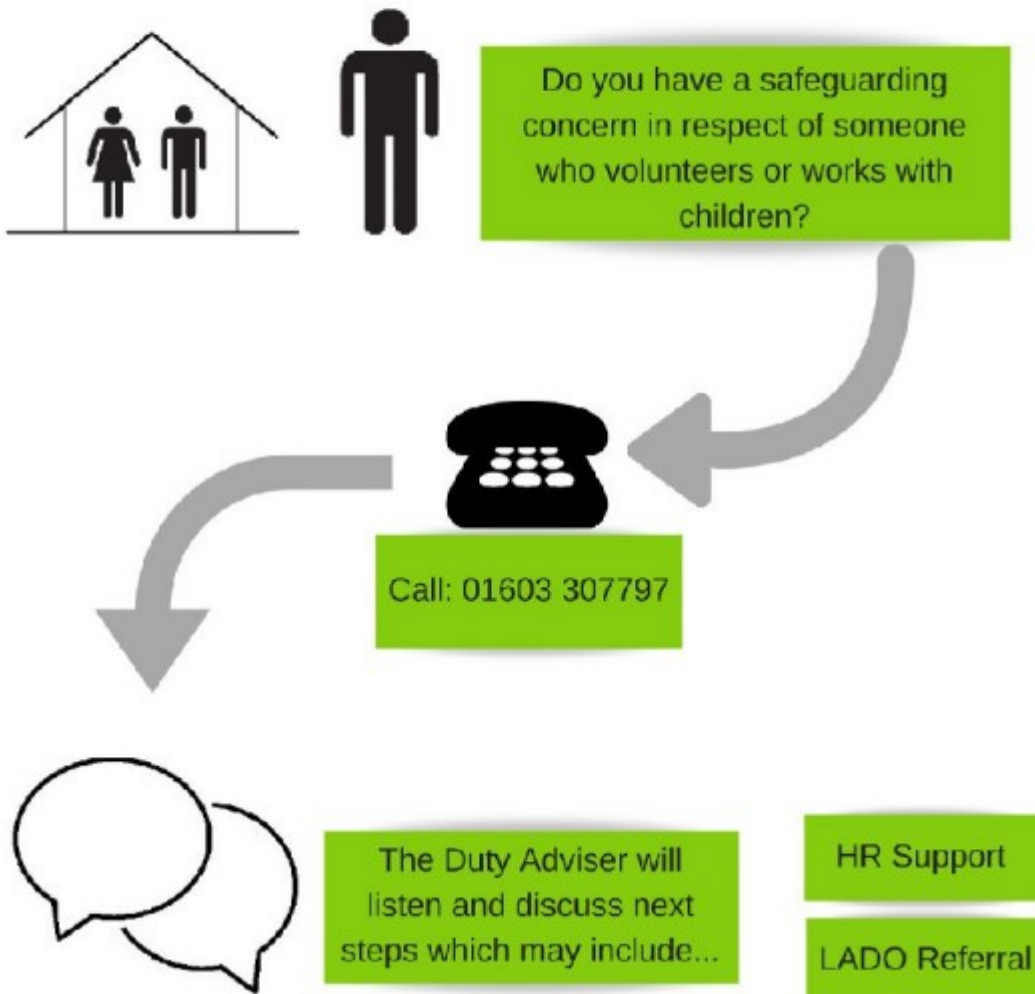 Do you have a safeguarding
concern in respect of someone
who volunteers or works with
children?
Call: 01603 307797
The Duty Adviser will
listen and discuss next
steps which may include...
HR Support
LADO Referral